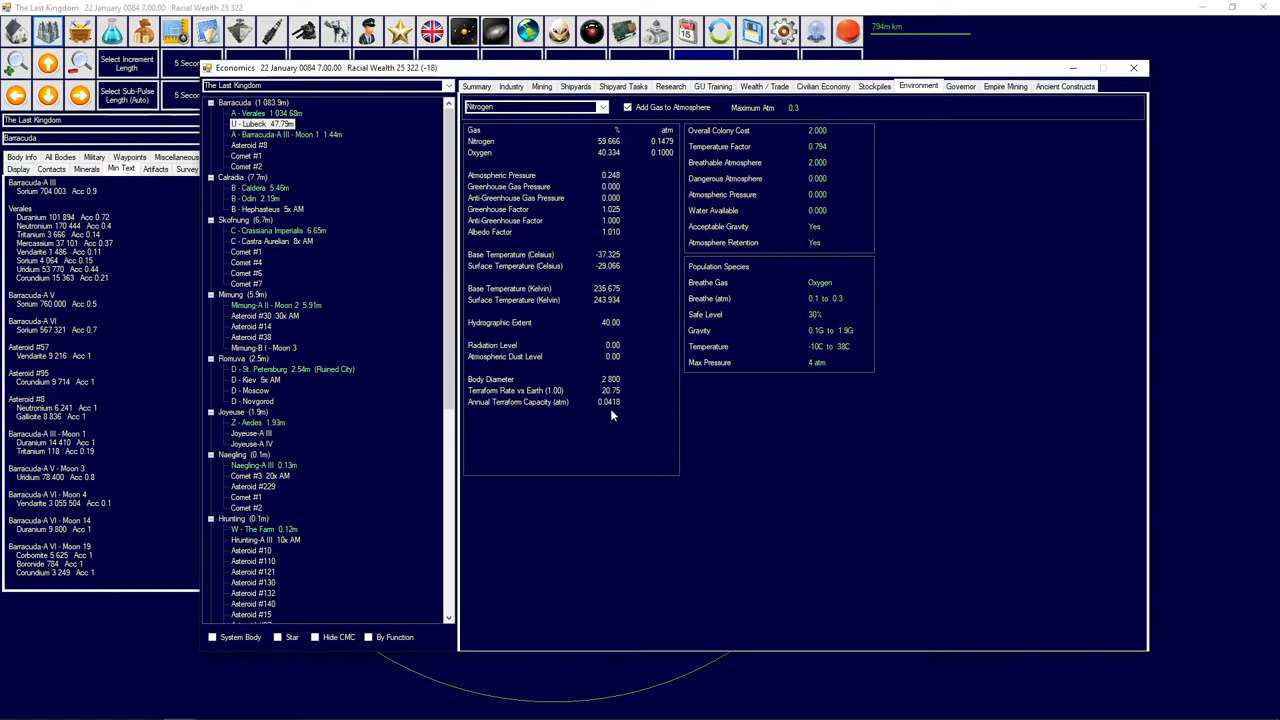 The Last Kingdom 22 January 0084 7.00.00 Racial Wealth 25 322
794m km
Select Increment Length
5 Secon
Select Sub-Pulse Length (Auto)
5 Secon
The Last Kingdom
Barracuda
Body Info All Bodies Military Waypoints Miscellaneous
Display Contacts Minerals Min Text Artifacts Survey
Barracuda-A III
Sorium 704 003 Acc 0.9
Verales
Duranium 101 894 Acc 0.72
Neutronium 170 444 Acc 0.4
Tritanium 3 666 Acc 0.14
Mercassium 37 101 Acc 0.37
Vendarite 1 486 Acc 0.11
Sorium 4 064 Acc 0.15
Uridium 53 770 Acc 0.44
Corundium 15 363 Acc 0.21
Barracuda-A V
Sorium 760 000 Acc 0.5
Barracuda-A VI
Sorium 567 321 Acc 0.7
Asteroid #57
Vendarite 9 216 Acc 1
Asteroid #95
Corundium 9 714 Acc 1
Asteroid #8
Neutronium 6 241 Acc 1
Gallicite 8 836 Acc 1
Barracuda-A III - Moon 1
Duranium 14 410 Acc 1
Tritanium 118 Acc 0.19
Barracuda-A V - Moon 3
Uridium 78 400 Acc 0.8
Barracuda-A VI - Moon 4
Vendarite 3 055 504 Acc 0.1
Barracuda-A VI - Moon 14
Duranium 9 800 Acc 1
Barracuda-A VI - Moon 19
Corbomite 5 625 Acc 1
Boronide 784 Acc 1
Corundium 3 249 Acc 1
Economics 22 January 0084 7.00.00 Racial Wealth 25 322 (-18)
The Last Kingdom
Barracuda (1 083.9m)
A - Verales 1 034.68m
U - Lubeck 47.79m
A - Barracuda-A III - Moon 1 1.44m
Asteroid #8
Comet #1
Comet #2
Calradia (7.7m)
B - Caldera 5.46m
B - Odin 2.19m
B - Hephasteus 5x AM
Skofnung (6.7m)
C - Crassiana Imperialis 6.65m
C - Castra Aurelian 8x AM
Comet #1
Comet #4
Comet #6
Comet #7
Mimung (5.9m)
Mimung-A II - Moon 2 5.91m
Asteroid #30 30x AM
Asteroid #14
Asteroid #38
Mimung-B I - Moon 3
Romuva (2.5m)
D - St. Petersburg 2.54m (Ruined City)
D - Kiev 5x AM
D - Moscow
D - Novgorod
Joyeuse (1.9m)
Z - Aedes 1.93m
Joyeuse-A III
Joyeuse-A IV
Naegling (0.1m)
Naegling-A III 0.13m
Comet #3 20x AM
Asteroid #229
Comet #1
Comet #2
Hrunting (0.1m)
W - The Farm 0.12m
Hrunting-A III 10x AM
Asteroid #10
Asteroid #110
Asteroid #121
Asteroid #130
Asteroid #132
Asteroid #140
Asteroid #15
System Body Star Hide CMC By Function
Summary Industry Mining Shipyards Shipyard Tasks Research GU Training Wealth / Trade Civilian Economy Stockpiles Environment Governor Empire Mining Ancient Constructs
Nitrogen Add Gas to Atmosphere Maximum Atm 0.3
Gas % atm
Nitrogen 59.666 0.1479
Oxygen 40.334 0.1000
Atmospheric Pressure 0.248
Greenhouse Gas Pressure 0.000
Anti-Greenhouse Gas Pressure 0.000
Greenhouse Factor 1.025
Anti-Greenhouse Factor 1.000
Albedo Factor 1.010
Base Temperature (Celsius) -37.325
Surface Temperature (Celsius) -29.066
Base Temperature (Kelvin) 235.675
Surface Temperature (Kelvin) 243.934
Hydrographic Extent 40.00
Radiation Level 0.00
Atmospheric Dust Level 0.00
Body Diameter 2 800
Terraform Rate vs Earth (1.00) 20.75
Annual Terraform Capacity (atm) 0.0418
Overall Colony Cost 2.000
Temperature Factor 0.794
Breathable Atmosphere 2.000
Dangerous Atmosphere 0.000
Atmospheric Pressure 0.000
Water Available 0.000
Acceptable Gravity Yes
Atmosphere Retention Yes
Population Species
Breathe Gas Oxygen
Breathe (atm) 0.1 to 0.3
Safe Level 30%
Gravity 0.1G to 1.9G
Temperature -10C to 38C
Max Pressure 4 atm